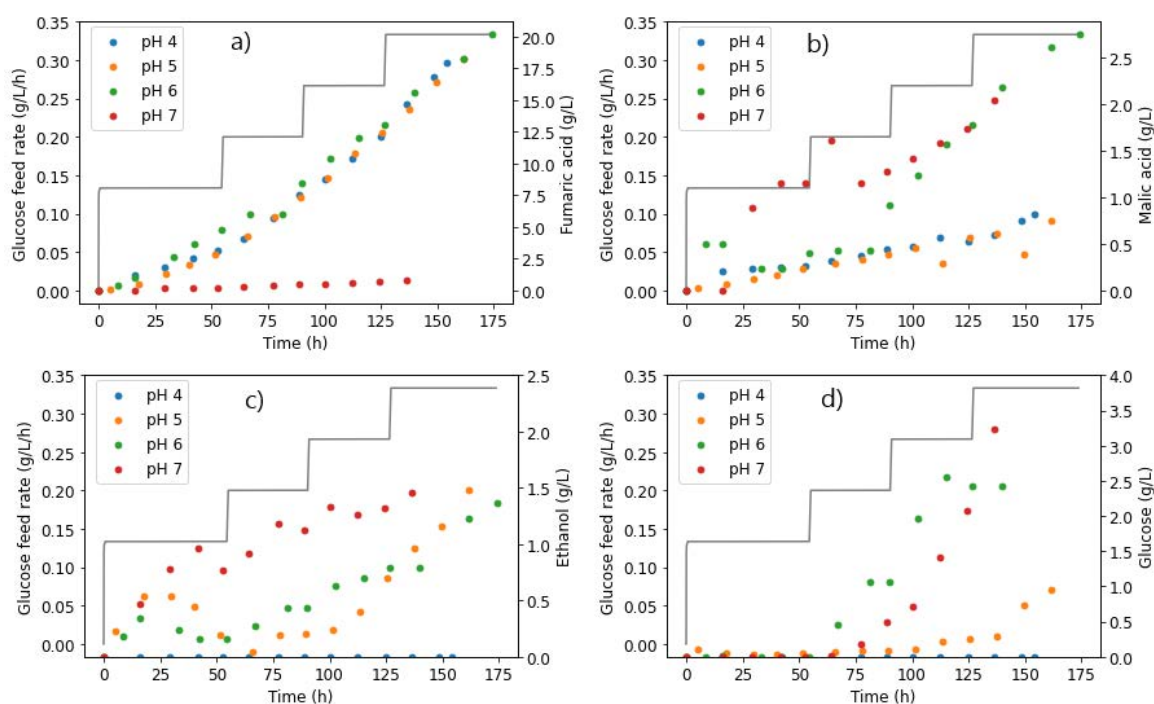 a)
pH 4
pH 5
pH 6
pH 7
Glucose feed rate (g/L/h)
0.35
0.30
0.25
0.20
0.15
0.10
0.05
0.00
Fumaric acid (g/L)
20.0
17.5
15.0
12.5
10.0
7.5
5.0
2.5
0.0
0 25 50 75 100 125 150 175
Time (h)
b)
pH 4
pH 5
pH 6
pH 7
Glucose feed rate (g/L/h)
0.35
0.30
0.25
0.20
0.15
0.10
0.05
0.00
Malic acid (g/L)
2.5
2.0
1.5
1.0
0.5
0.0
0 25 50 75 100 125 150 175
Time (h)
c)
pH 4
pH 5
pH 6
pH 7
Glucose feed rate (g/L/h)
0.35
0.30
0.25
0.20
0.15
0.10
0.05
0.00
Ethanol (g/L)
2.5
2.0
1.5
1.0
0.5
0.0
0 25 50 75 100 125 150 175
Time (h)
d)
pH 4
pH 5
pH 6
pH 7
Glucose feed rate (g/L/h)
0.35
0.30
0.25
0.20
0.15
0.10
0.05
0.00
Glucose (g/L)
4.0
3.5
3.0
2.5
2.0
1.5
1.0
0.5
0.0
0 25 50 75 100 125 150 175
Time (h)